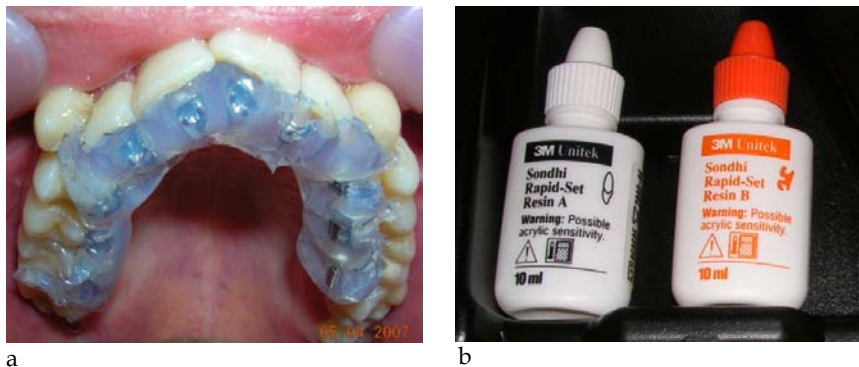 05 04 2007
a
3M Unitek
Sondhi
Rapid-Set
Resin A
Warning: Possible
acrylic sensitivity.
10 ml
3M Unitek
Sondhi
Rapid-Set
Resin B
Warning: Possible
acrylic sensitivity.
10 ml
b